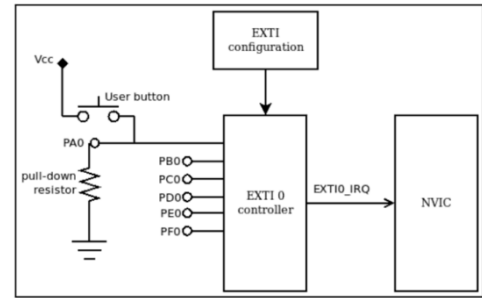 EXTI
configuration
Vcc
User button
PA0
pull-down
resistor
PB0
PC0
PD0
PE0
PF0
EXTI 0
controller
EXTI0_IRQ
NVIC